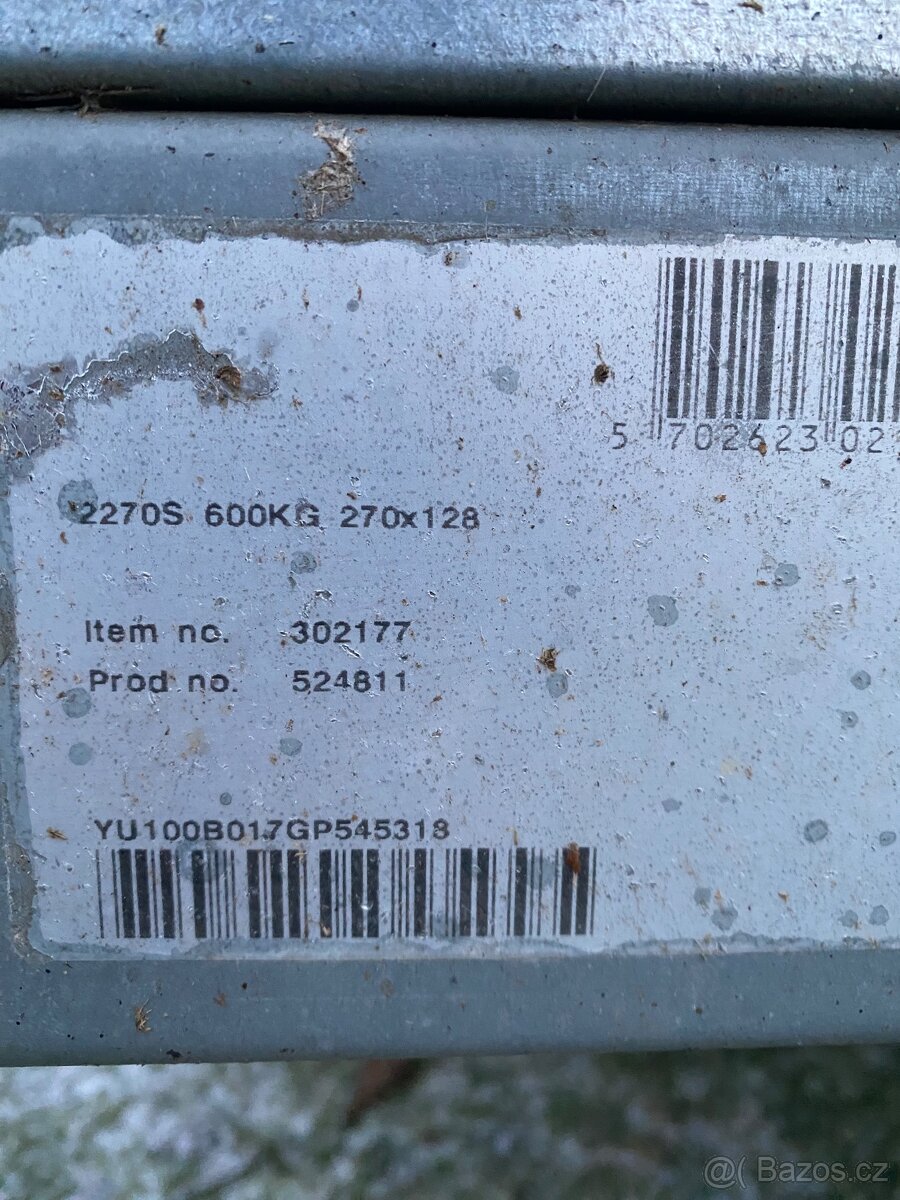 5 702623 02
2270S 600KG 270x128
Item no. 302177
Prod no. 524811
YU100B017GP545318
@( Bazos.cz